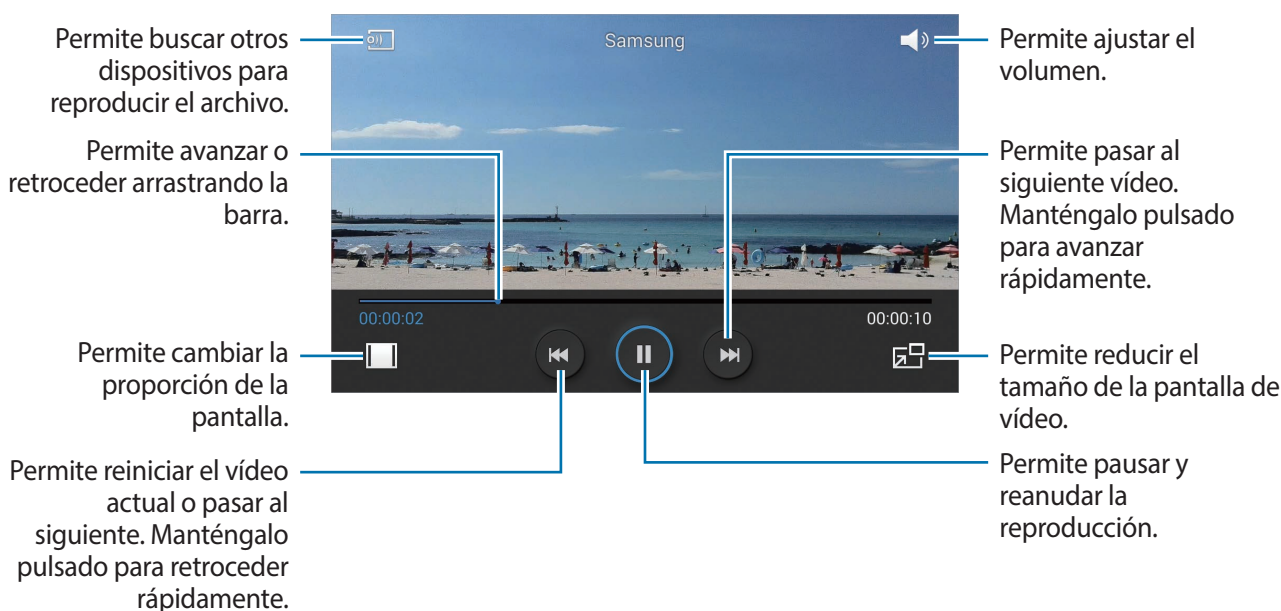 Permite buscar otros
dispositivos para
reproducir el archivo.
Permite avanzar o
retroceder arrastrando la
barra.
Permite cambiar la
proporción de la
pantalla.
Permite reiniciar el vídeo
actual o pasar al
siguiente. Manténgalo
pulsado para retroceder
rápidamente.
Samsung
00:00:02
00:00:10
Permite ajustar el
volumen.
Permite pasar al
siguiente vídeo.
Manténgalo pulsado
para avanzar
rápidamente.
Permite reducir el
tamaño de la pantalla de
vídeo.
Permite pausar y
reanudar la
reproducción.